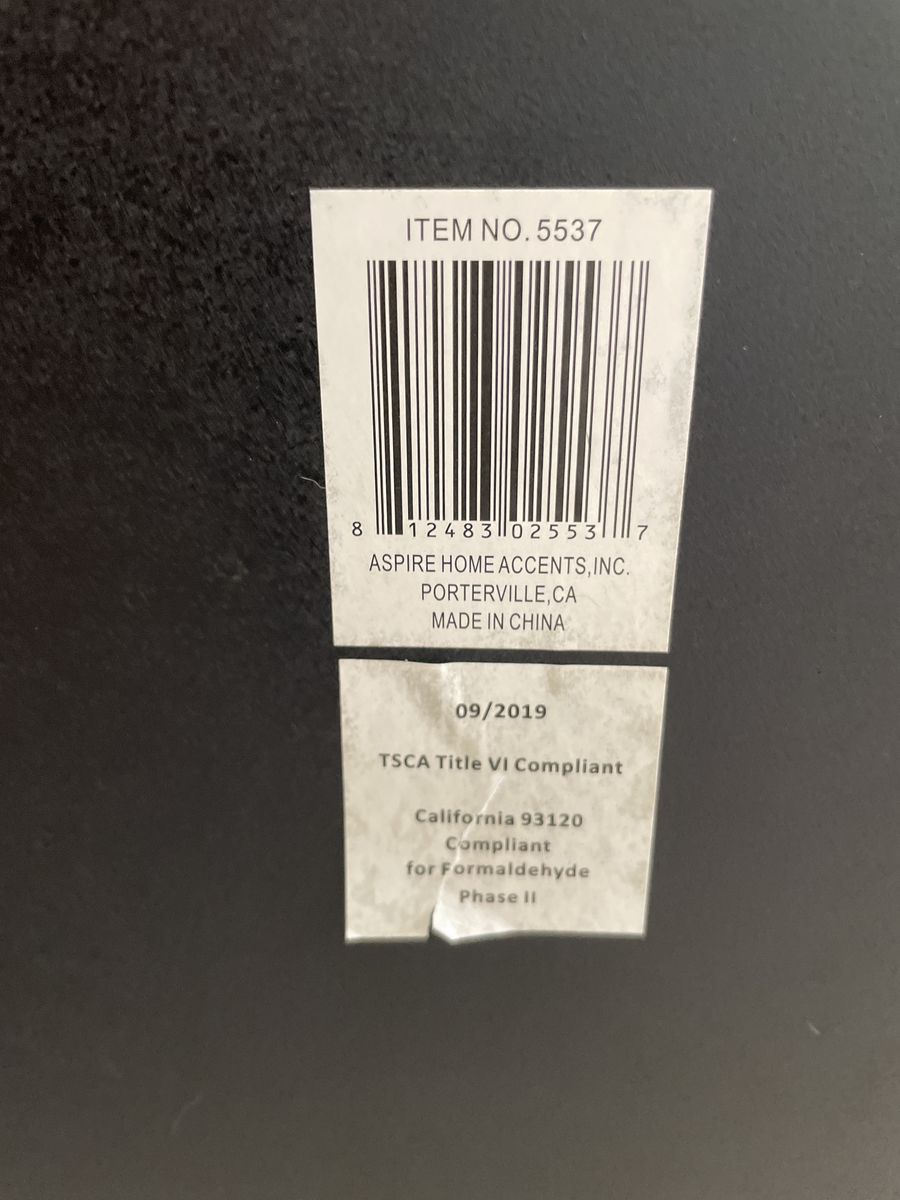 ITEM NO. 5537
8 12483 02553 7
ASPIRE HOME ACCENTS,INC.
PORTERVILLE,CA
MADE IN CHINA
09/2019
TSCA Title VI Compliant
California 93120
Compliant
for Formaldehyde
Phase II